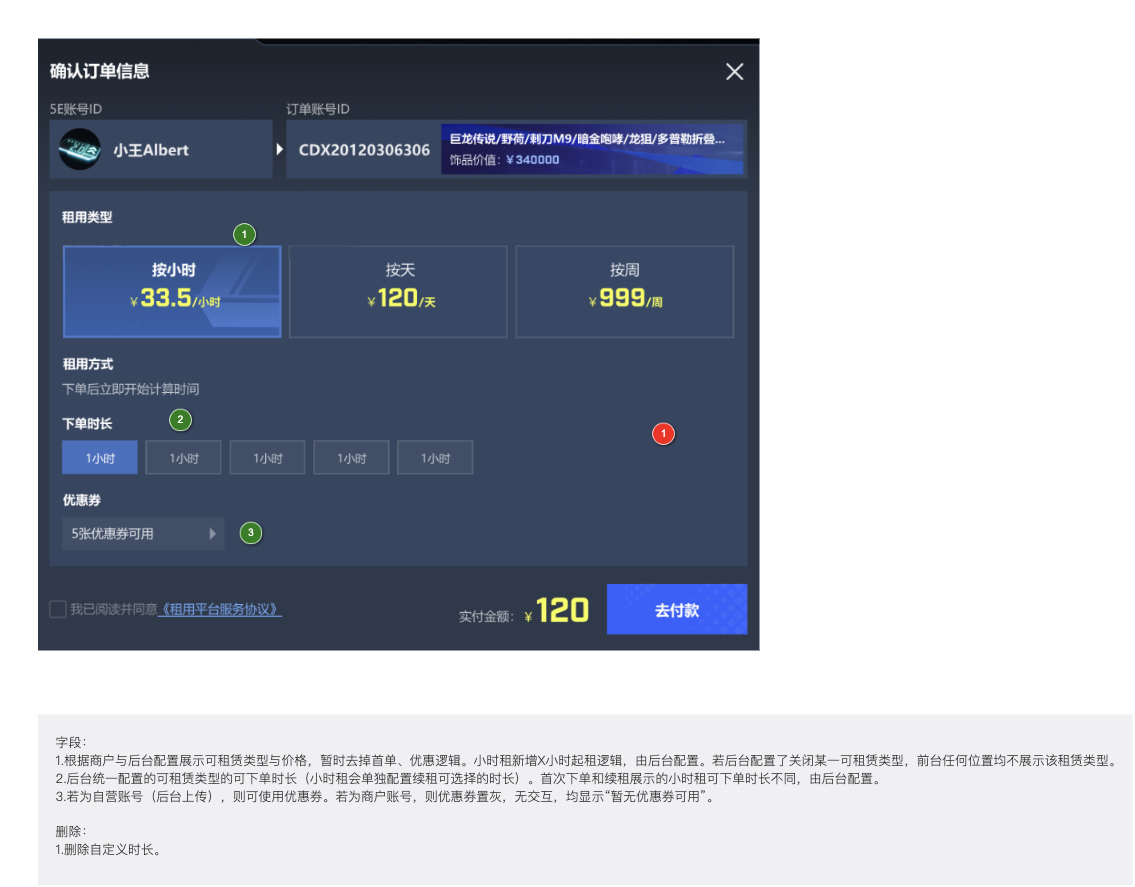 确认订单信息
5E账号ID 订单账号ID
小王Albert CDX20120306306 巨龙传说/野荷/刺刀M9/暗金咆哮/龙狙/多普勒折叠...
饰品价值：￥340000
租用类型
1
按小时 按天 按周
￥33.5/小时 ￥120/天 ￥999/周
租用方式
下单后立即开始计算时间
下单时长 2 1
1小时 1小时 1小时 1小时 1小时
优惠券
5张优惠券可用 3
我已阅读并同意《租用平台服务协议》 实付金额：￥120 去付款
字段：
1.根据商户与后台配置展示可租赁类型与价格，暂时去掉首单、优惠逻辑。小时租新增X小时起租逻辑，由后台配置。若后台配置了关闭某一可租赁类型，前台任何位置均不展示该租赁类型。
2.后台统一配置的可租赁类型的可下单时长（小时租会单独配置续租可选择的时长）。首次下单和续租展示的小时租可下单时长不同，由后台配置。
3.若为自营账号（后台上传），则可使用优惠券。若为商户账号，则优惠券置灰，无交互，均显示“暂无优惠券可用”。
删除：
1.删除自定义时长。